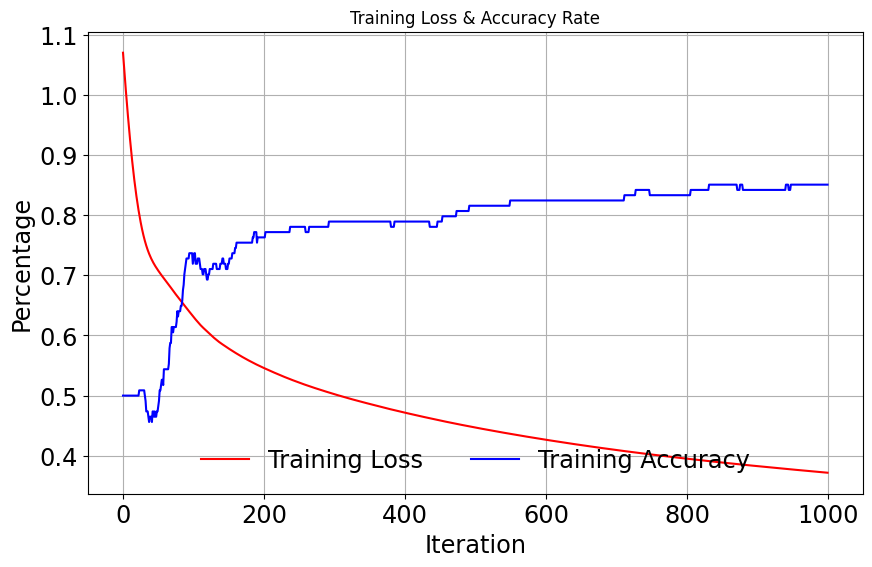 Training Loss & Accuracy Rate
1.1
1.0
0.9
0.8
0.7
0.6
0.5
0.4
Percentage
Training Loss
Training Accuracy
0 200 400 600 800 1000
Iteration